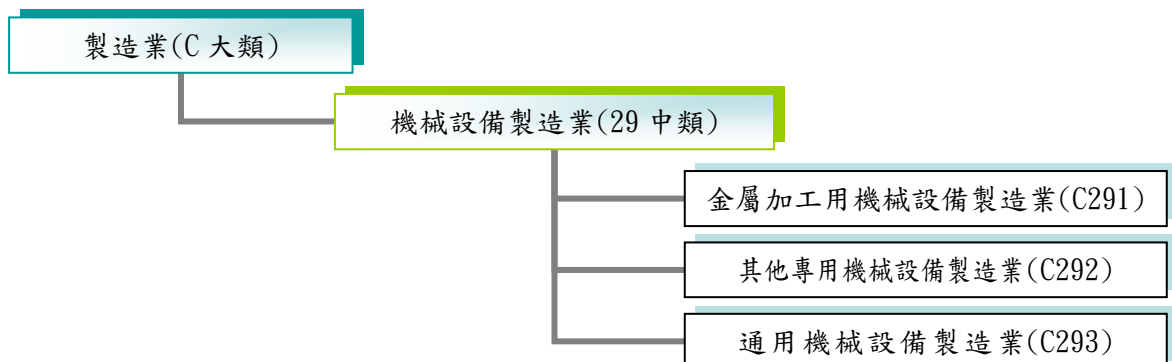 製造業(C 大類)
機械設備製造業(29 中類)
金屬加工用機械設備製造業(C291)
其他專用機械設備製造業(C292)
通用機械設備製造業(C293)